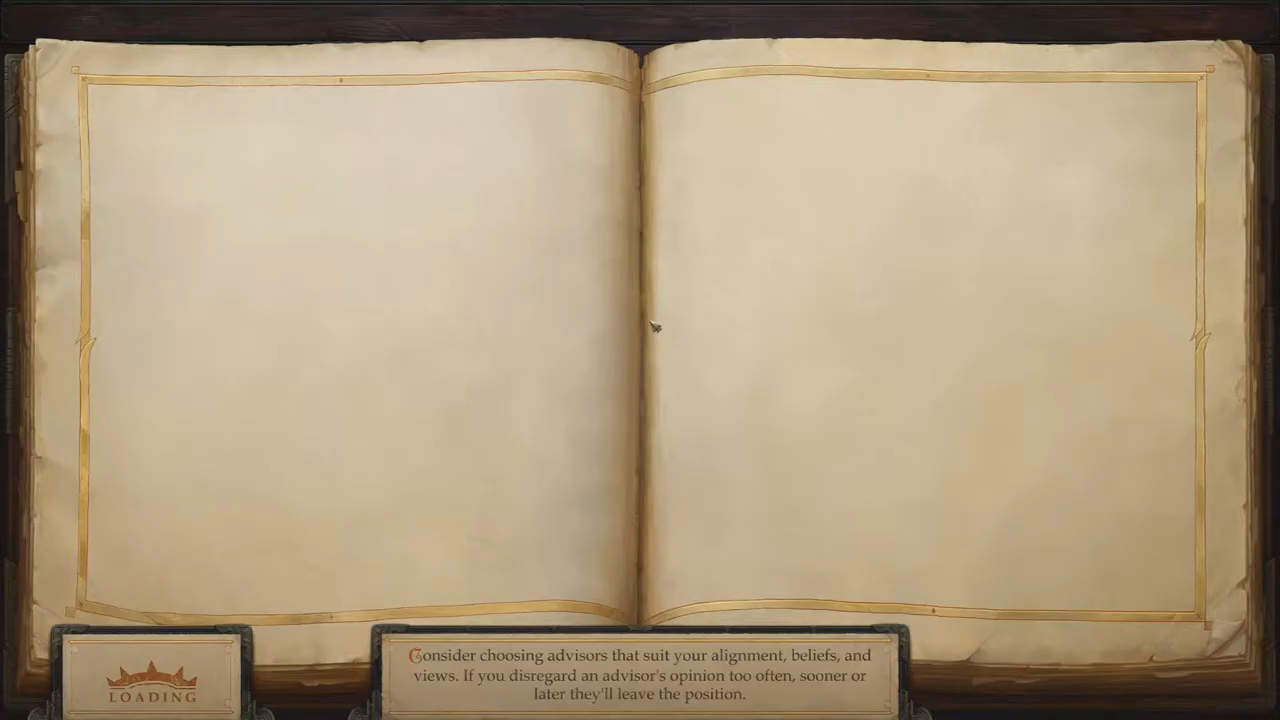 LOADING
Consider choosing advisors that suit your alignment, beliefs, and
views. If you disregard an advisor's opinion too often, sooner or
later they'll leave the position.